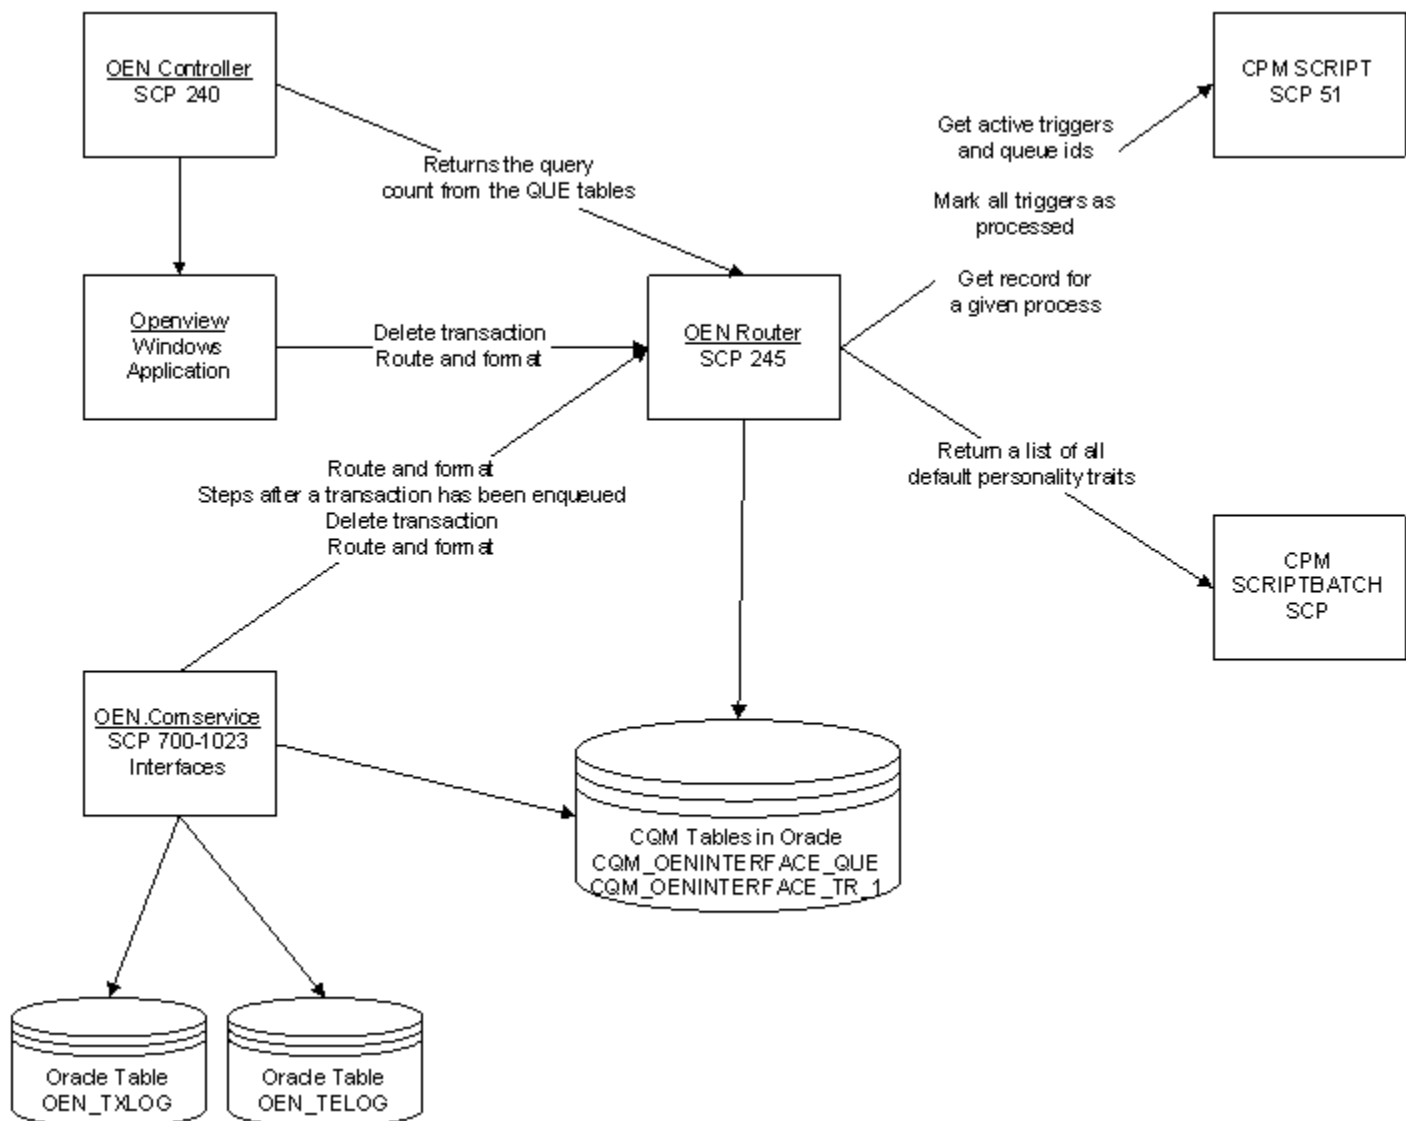 OEN Controller
SCP 240
CPM SCRIPT
SCP 51
Returns the query
count from the QUE tables
Get active triggers
and queue ids
Mark all triggers as
processed
Get record for
a given process
Openview
Windows
Application
Delete transaction
Route and format
OEN Router
SCP 245
Route and format
Steps after a transaction has been enqueued
Delete transaction
Route and format
Return a list of all
default personality traits
CPM
SCRIPTBATCH
SCP
OEN.Comservice
SCP 700-1023
Interfaces
CQM Tables in Oracle
CQM_OENINTERFACE_QUE
CQM_OENINTERFACE_TR_1
Oracle Table
OEN_TXLOG
Oracle Table
OEN_TELOG